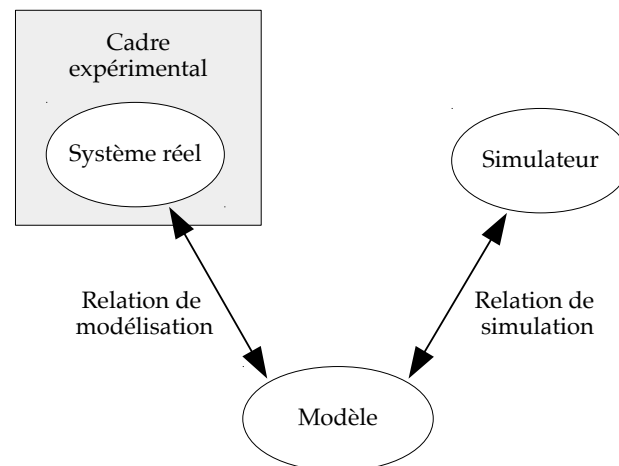 Cadre
expérimental
Système réel
Simulateur
Relation de
modélisation
Relation de
simulation
Modèle